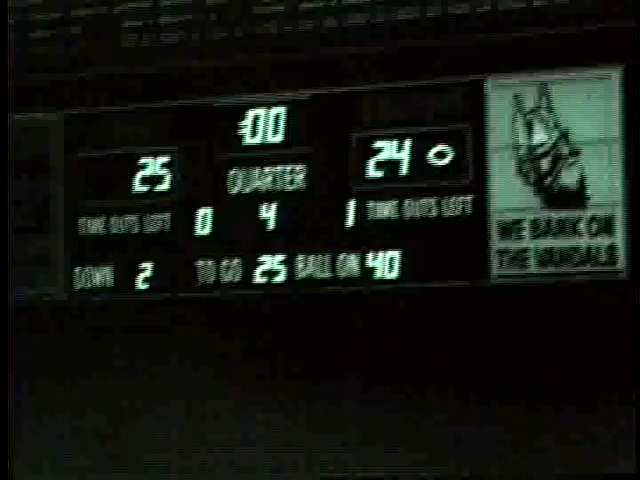 :00
25 QUARTER 24
TIME OUTS LEFT 0 4 1 TIME OUTS LEFT
DOWN 2 TO GO 25 BALL ON 40
WE BANK ON
THE VANDALS